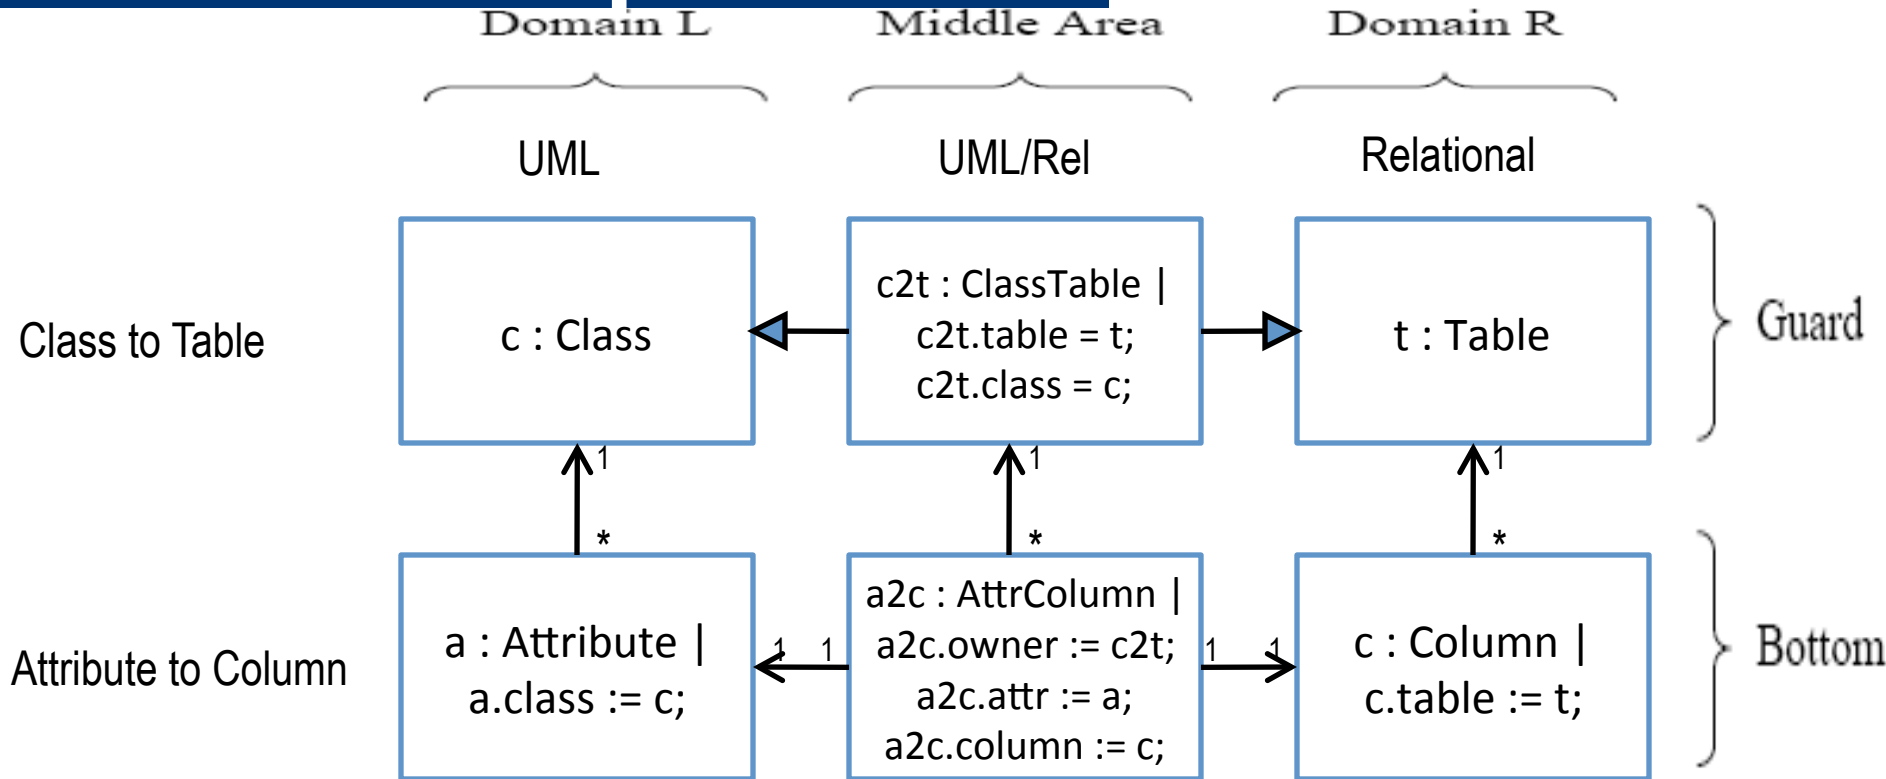 Domain L
Middle Area
Domain R
UML
UML/Rel
Relational
Class to Table
c : Class
c2t : ClassTable |
c2t.table = t;
c2t.class = c;
t : Table
Guard
1
1
1
*
*
*
Attribute to Column
a : Attribute |
a.class := c;
1
1
a2c : AttrColumn |
a2c.owner := c2t;
a2c.attr := a;
a2c.column := c;
1
1
c : Column |
c.table := t;
Bottom